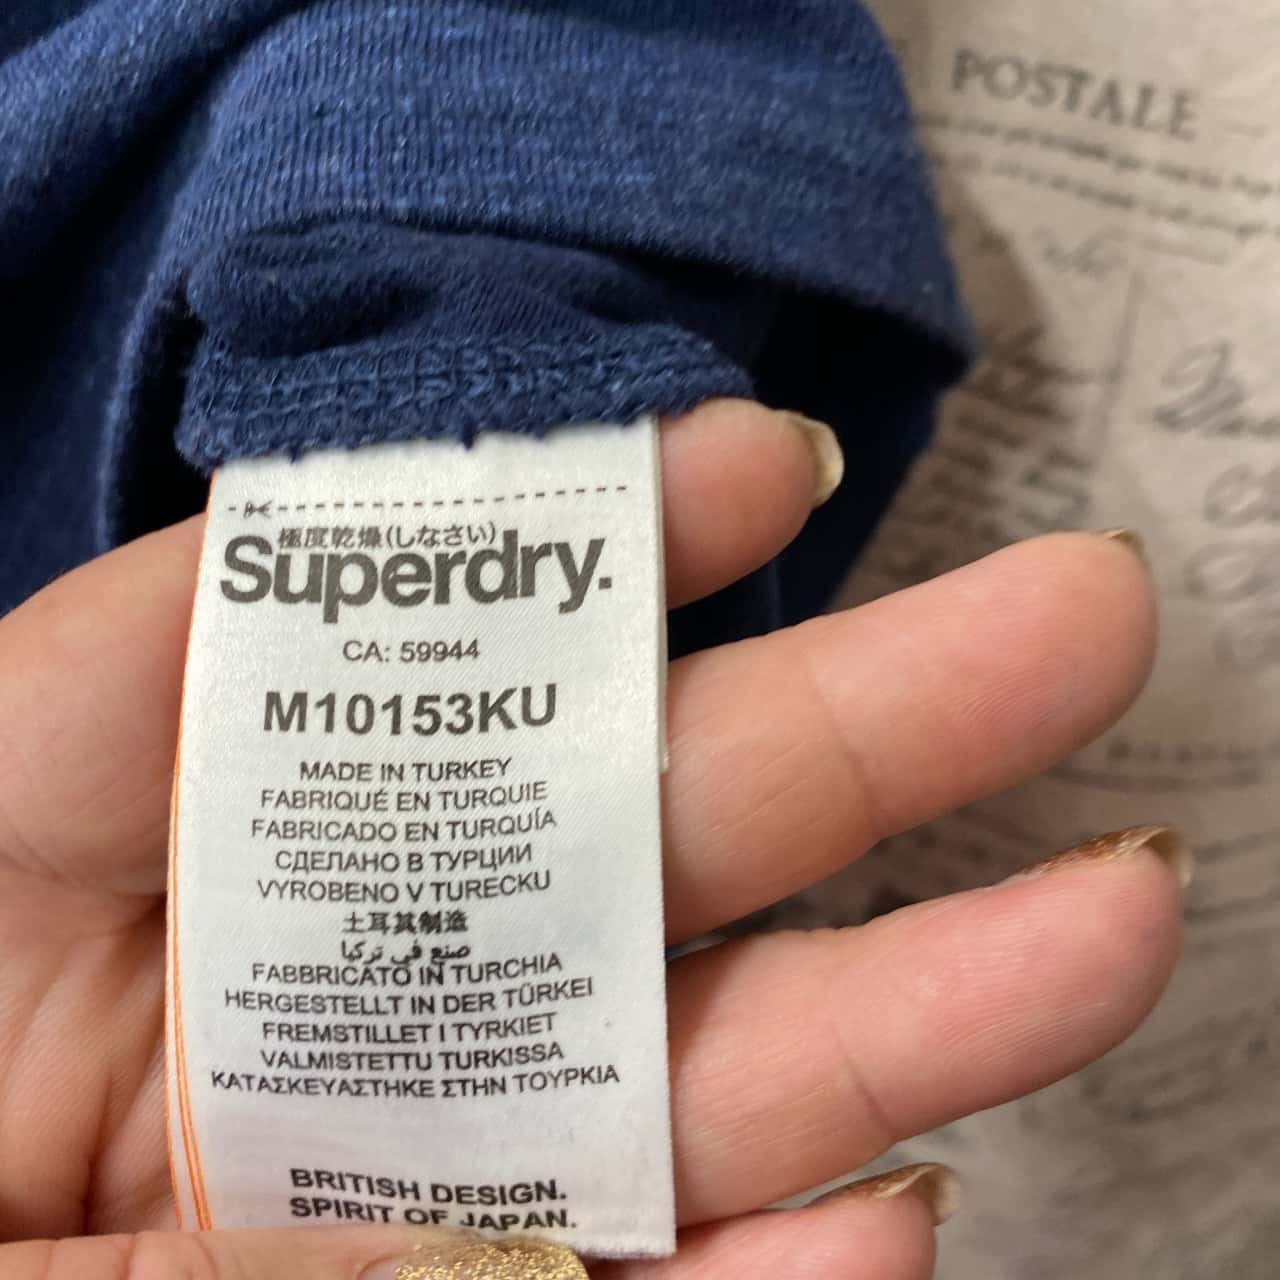 POSTALE
極度乾燥(しなさい)
Superdry.
CA: 59944
M10153KU
MADE IN TURKEY
FABRIQUÉ EN TURQUIE
FABRICADO EN TURQUÍA
СДЕЛАНО В ТУРЦИИ
VYROBENO V TURECKU
土耳其制造
صنع في تركيا
FABBRICATO IN TURCHIA
HERGESTELLT IN DER TÜRKEI
FREMSTILLET I TYRKIET
VALMISTETTU TURKISSA
ΚΑΤΑΣΚΕΥΑΣΤΗΚΕ ΣΤΗΝ ΤΟΥΡΚΙΑ
BRITISH DESIGN.
SPIRIT OF JAPAN.